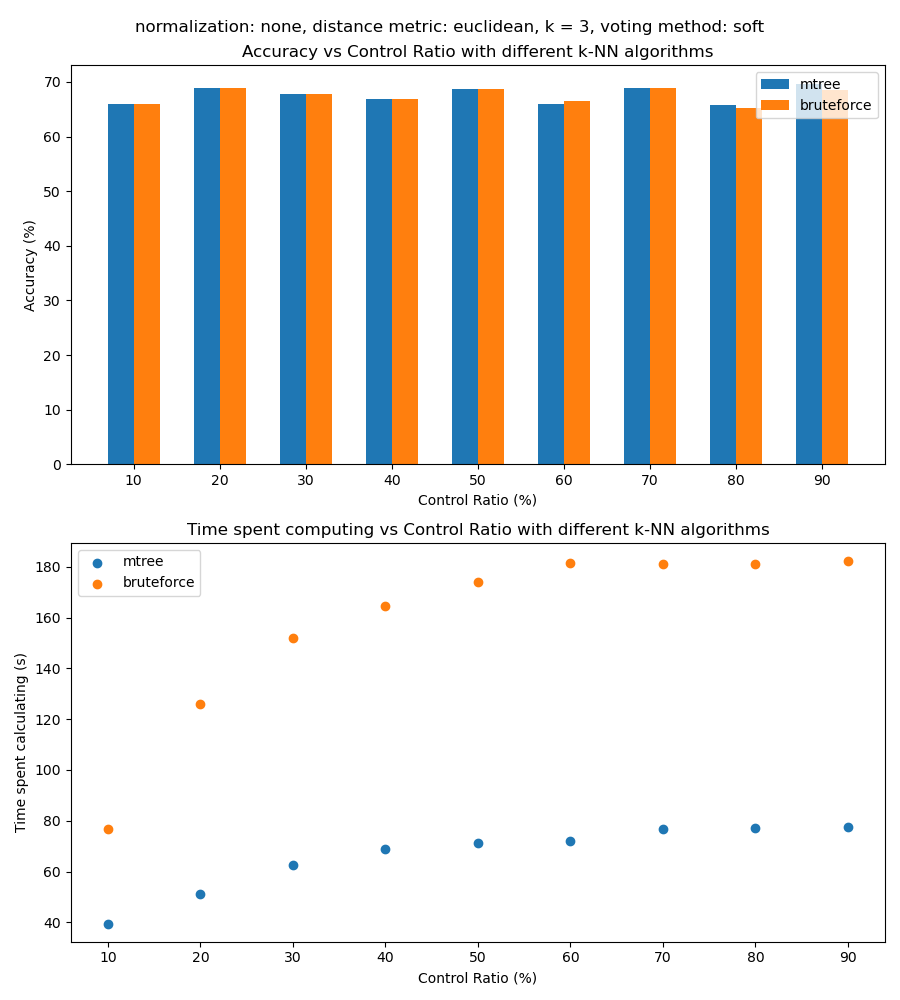 normalization: none, distance metric: euclidean, k = 3, voting method: soft
Accuracy vs Control Ratio with different k-NN algorithms
mtree
bruteforce
70
60
50
40
30
20
10
0
Accuracy (%)
10 20 30 40 50 60 70 80 90
Control Ratio (%)
Time spent computing vs Control Ratio with different k-NN algorithms
mtree
bruteforce
180
160
140
120
100
80
60
40
Time spent calculating (s)
10 20 30 40 50 60 70 80 90
Control Ratio (%)